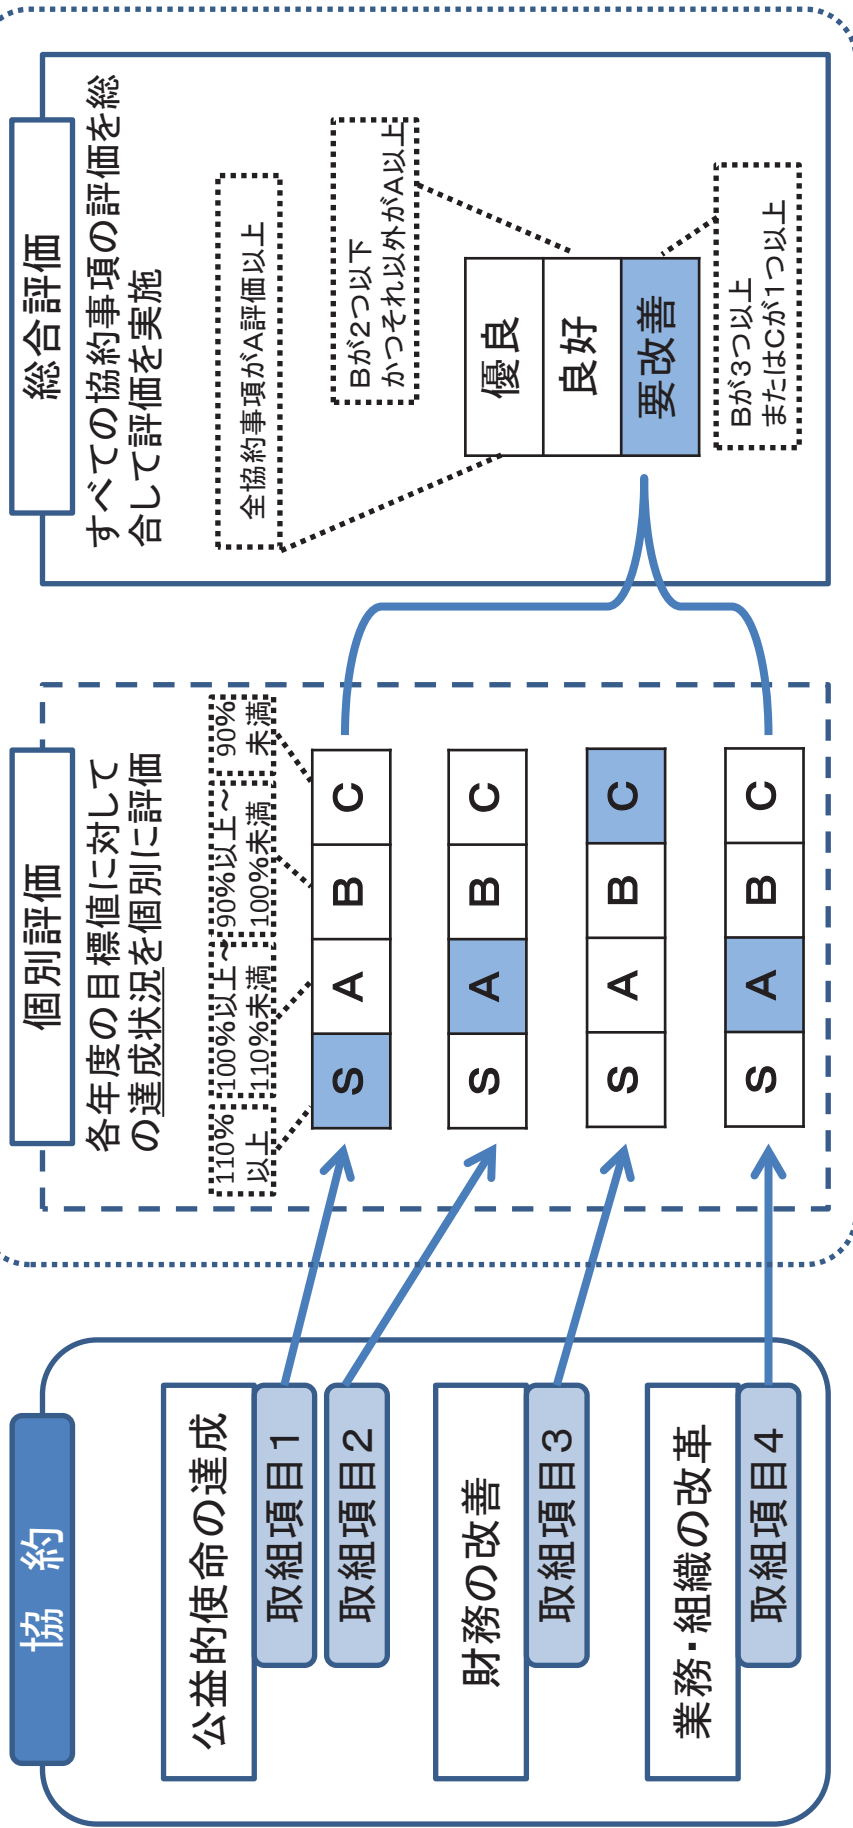 協 約
公益的使命の達成
取組項目1
取組項目2
財務の改善
取組項目3
業務・組織の改革
取組項目4
個別評価
各年度の目標値に対して
の達成状況を個別に評価
110%
以上
100%以上～
110%未満
90%以上～
100%未満
90%
未満
S A B C
S A B C
S A B C
S A B C
総合評価
すべての協約事項の評価を総
合して評価を実施
全協約事項がA評価以上
Bが2つ以下
かつそれ以外がA以上
優良
良好
要改善
Bが3つ以上
またはCが1つ以上